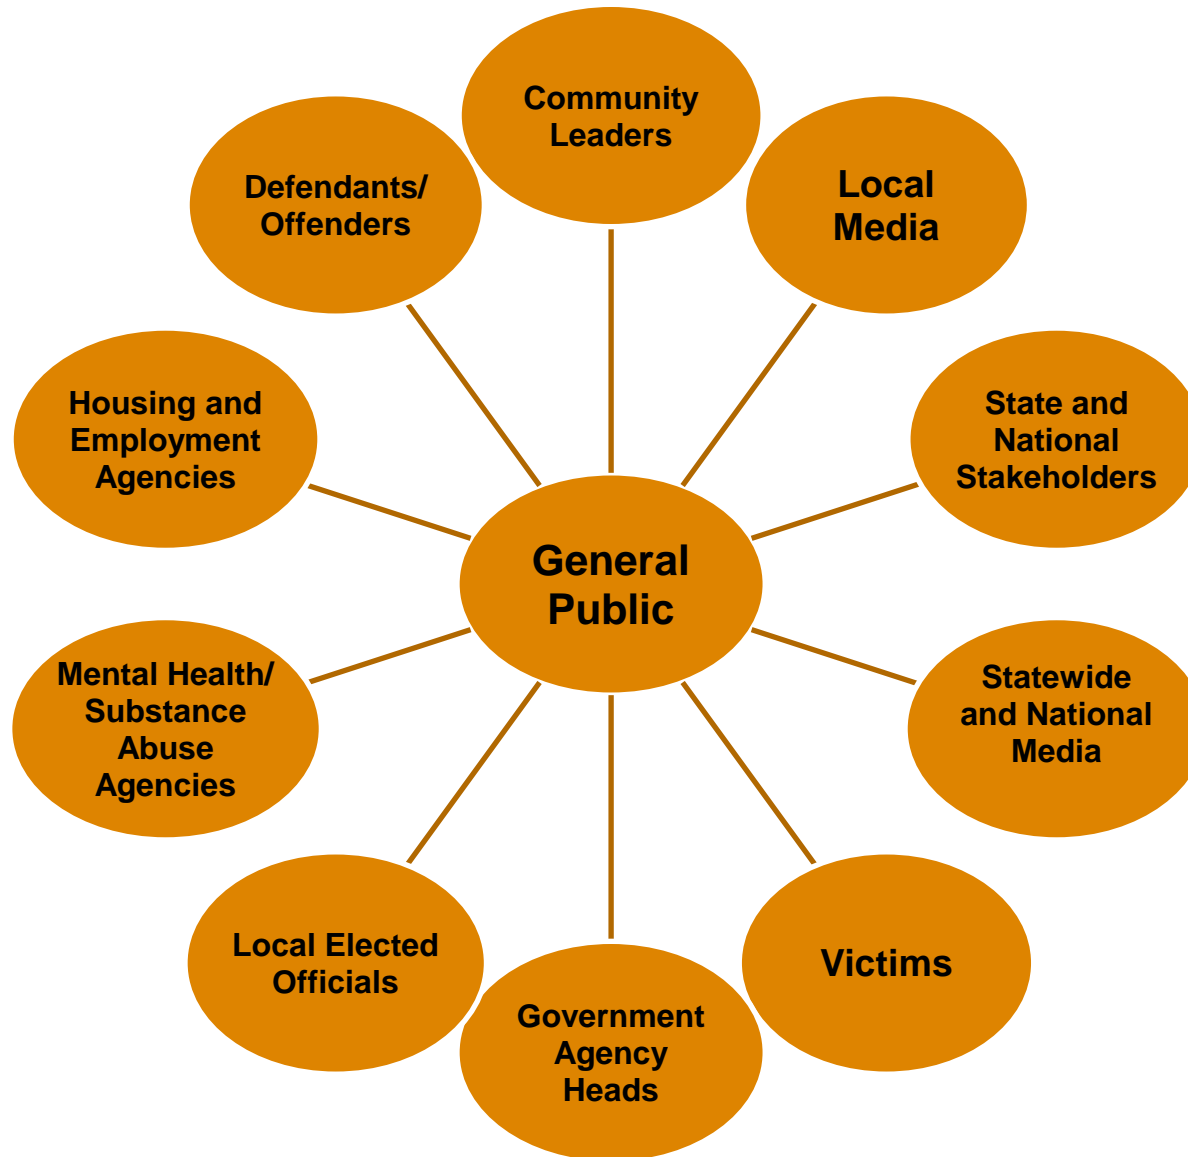 Community
Leaders
Local
Media
State and
National
Stakeholders
Statewide
and National
Media
Victims
Government
Agency
Heads
Local Elected
Officials
Mental Health/
Substance
Abuse
Agencies
Housing and
Employment
Agencies
Defendants/
Offenders
General
Public